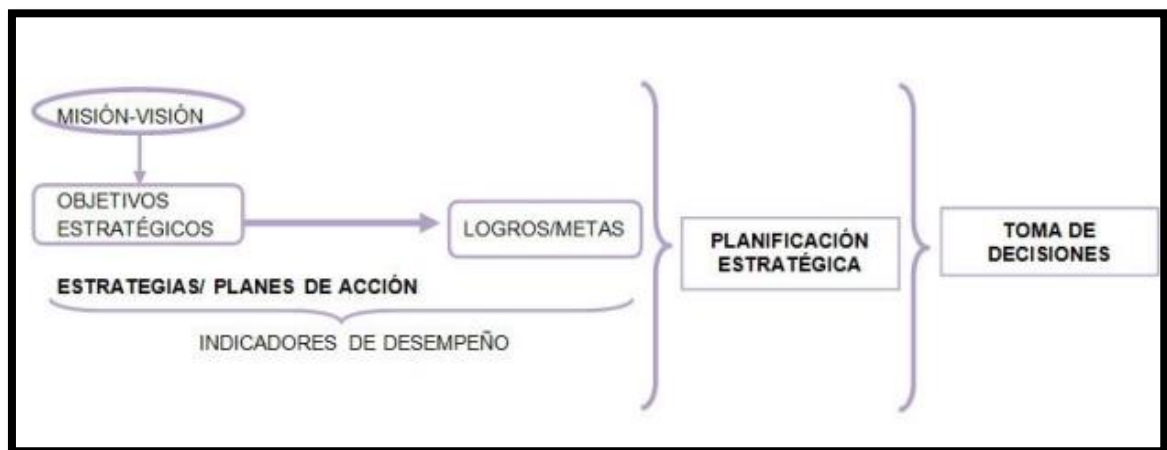 MISIÓN-VISIÓN
OBJETIVOS
ESTRATÉGICOS
LOGROS/METAS
ESTRATEGIAS/ PLANES DE ACCIÓN
INDICADORES DE DESEMPEÑO
PLANIFICACIÓN
ESTRATÉGICA
TOMA DE
DECISIONES